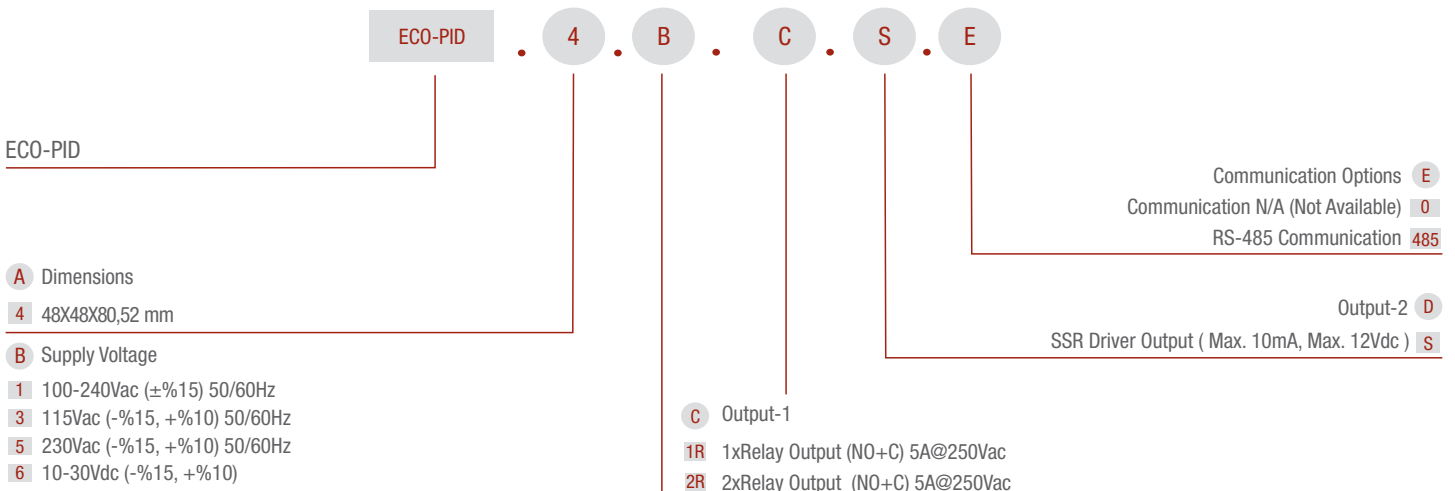 ECO-PID . 4 . B . C . S . E
ECO-PID
Communication Options E
Communication N/A (Not Available) 0
RS-485 Communication 485
A Dimensions
4 48X48X80,52 mm
Output-2 D
SSR Driver Output ( Max. 10mA, Max. 12Vdc ) S
B Supply Voltage
1 100-240Vac (±%15) 50/60Hz
3 115Vac (-%15, +%10) 50/60Hz
5 230Vac (-%15, +%10) 50/60Hz
6 10-30Vdc (-%15, +%10)
C Output-1
1R 1xRelay Output (NO+C) 5A@250Vac
2R 2xRelay Output (NO+C) 5A@250Vac